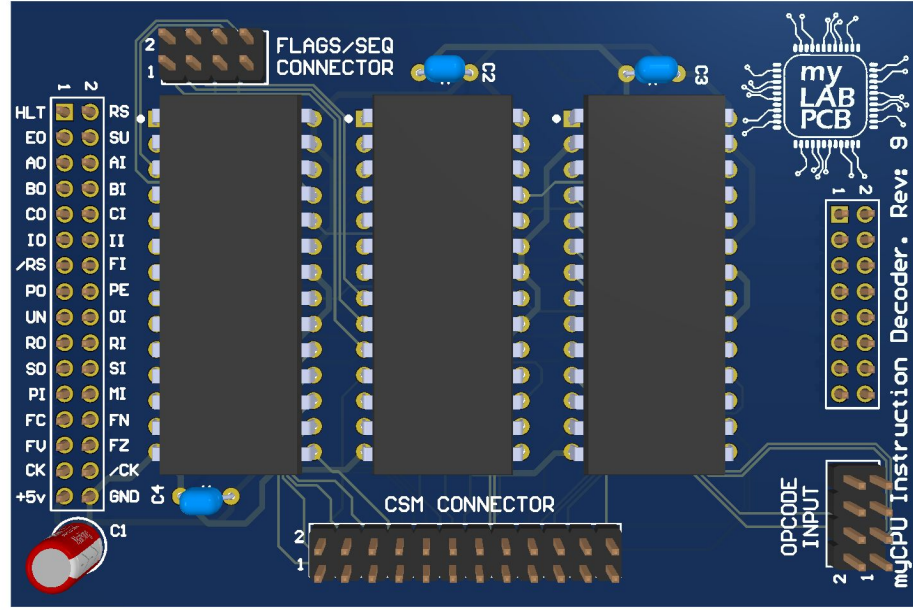 2
1
FLAGS/SEQ
CONNECTOR
C2
C3
my
LAB
PCB
1 2
HLT RS
EO SU
AO AI
BO BI
CO CI
IO II
/RS FI
PO PE
UN OI
RO RI
SO SI
PI MI
FC FN
FV FZ
CK /CK
+5v GND
C4
C1
CSM CONNECTOR
2
1
1 2
OPCODE
INPUT
2 1
myCPU Instruction Decoder. Rev: 9